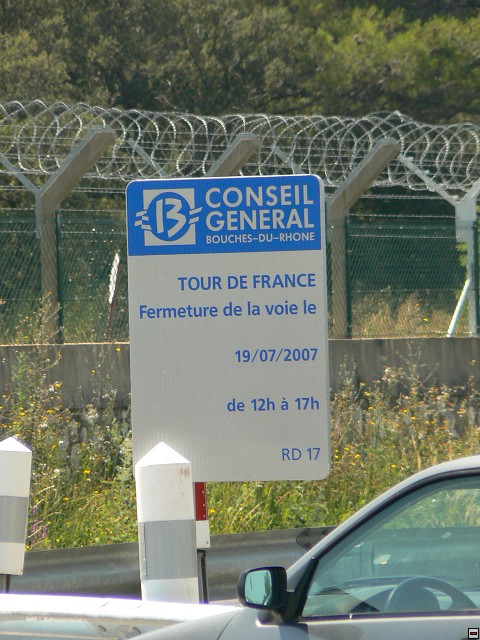 13
CONSEIL
GENERAL
BOUCHES-DU-RHONE
TOUR DE FRANCE
Fermeture de la voie le
19/07/2007
de 12h à 17h
RD 17